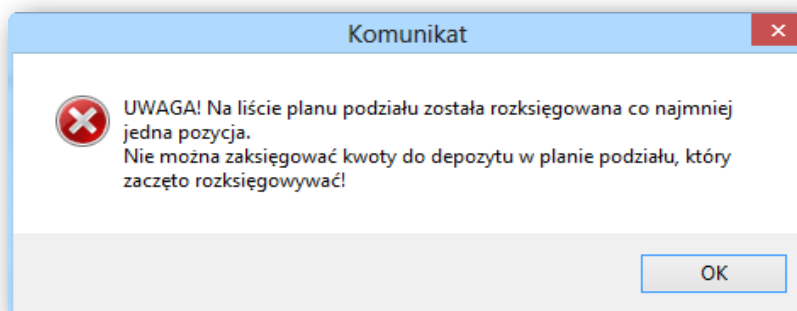 Komunikat
UWAGA! Na liście planu podziału została rozksięgowana co najmniej
jedna pozycja.
Nie można zaksięgować kwoty do depozytu w planie podziału, który
zaczęto rozksięgowywać!
OK